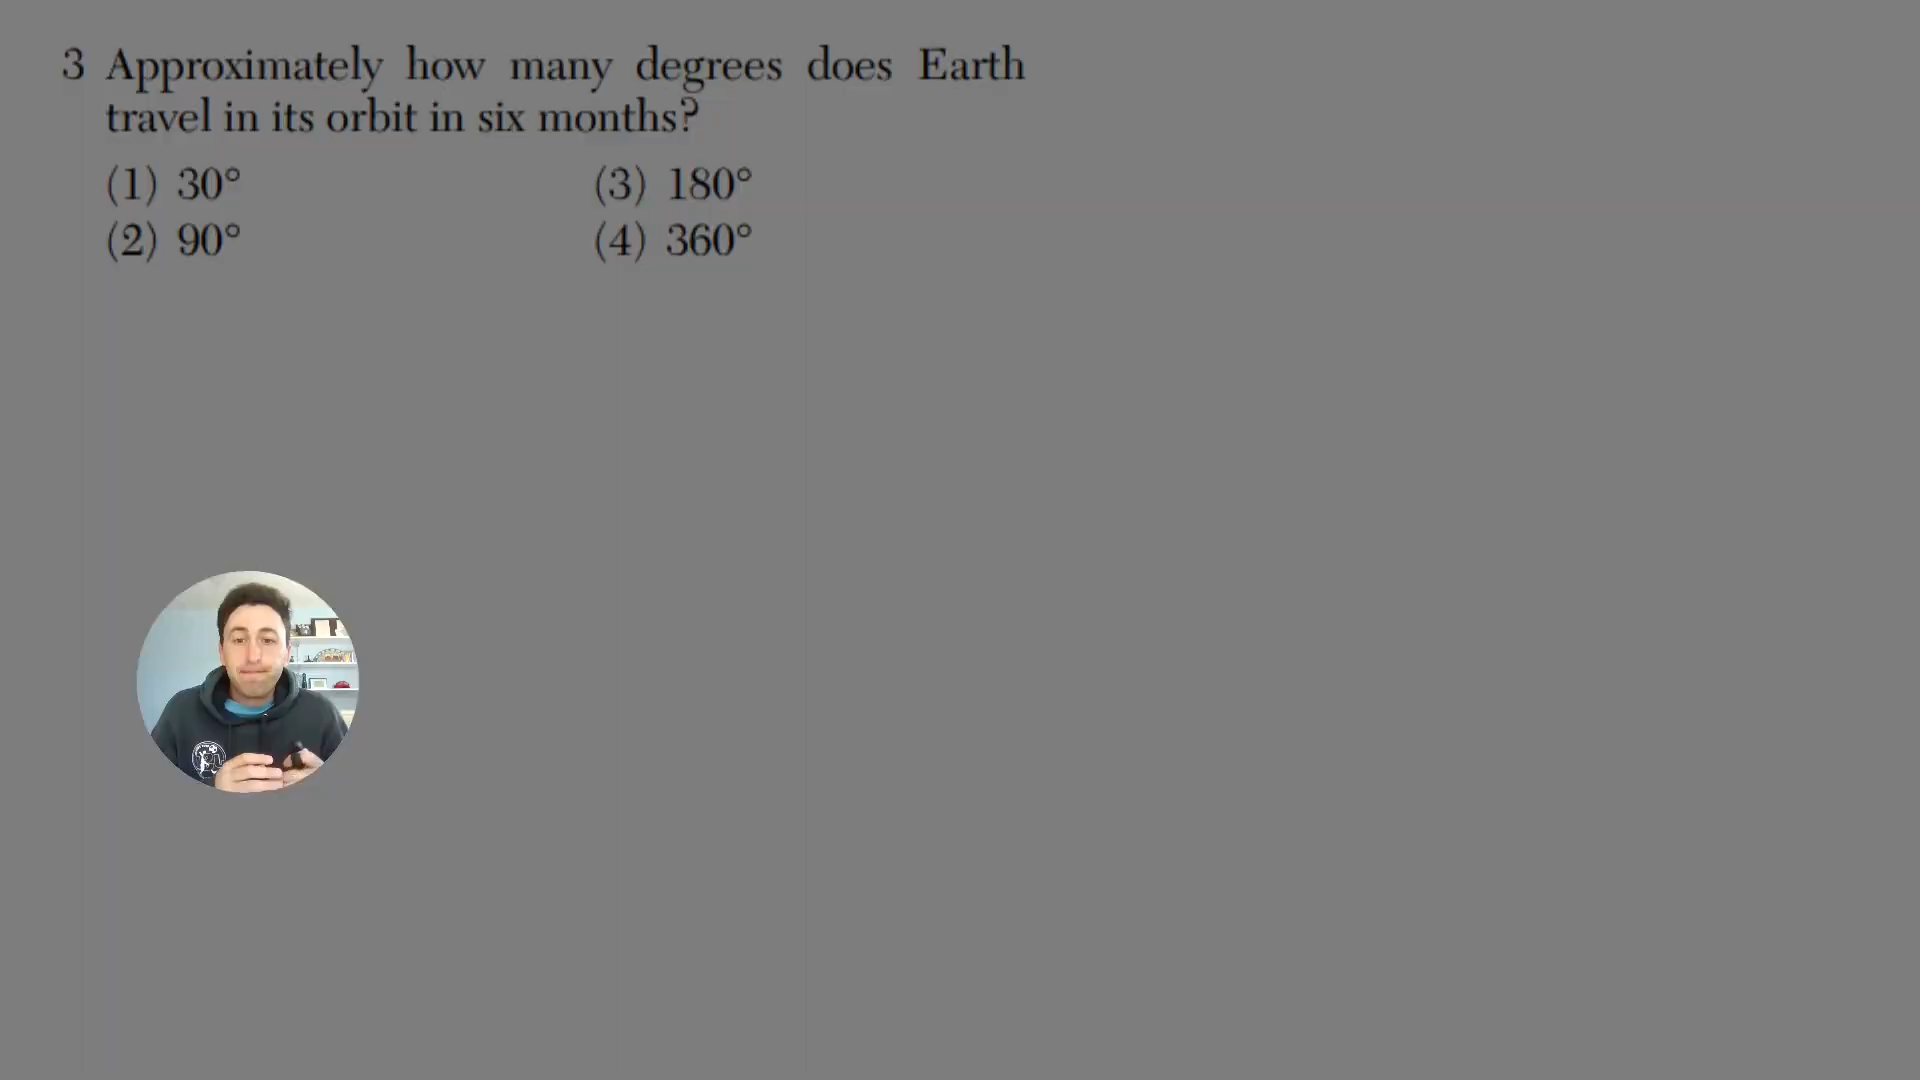 3 Approximately how many degrees does Earth
travel in its orbit in six months?
(1) 30° (3) 180°
(2) 90° (4) 360°